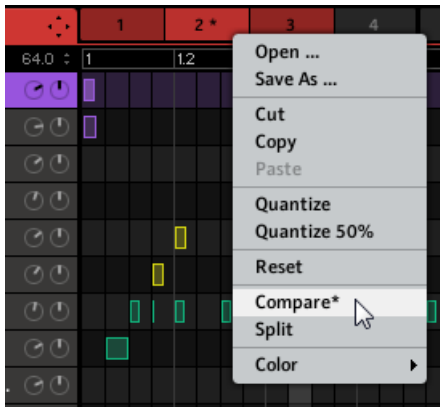 1 2 * 3 4
64.0 1 1.2
Open ...
Save As ...
Cut
Copy
Paste
Quantize
Quantize 50%
Reset
Compare*
Split
Color